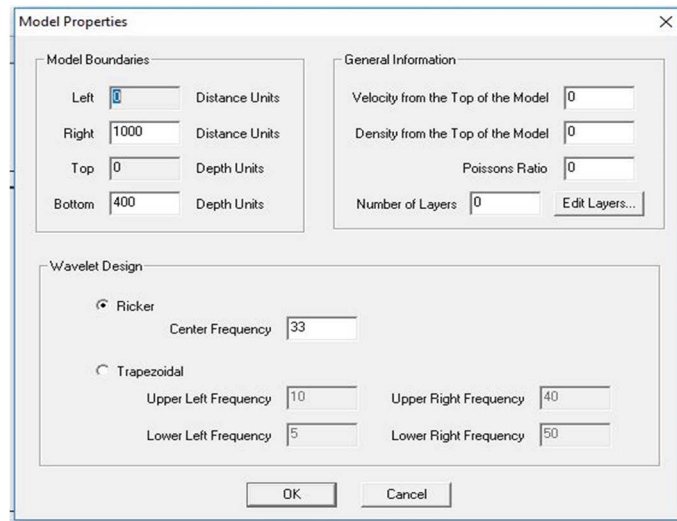 Model Properties
Model Boundaries
Left 0 Distance Units
Right 1000 Distance Units
Top 0 Depth Units
Bottom 400 Depth Units
General Information
Velocity from the Top of the Model 0
Density from the Top of the Model 0
Poissons Ratio 0
Number of Layers 0 Edit Layers...
Wavelet Design
Ricker
Center Frequency 33
Trapezoidal
Upper Left Frequency 10 Upper Right Frequency 40
Lower Left Frequency 5 Lower Right Frequency 50
OK Cancel